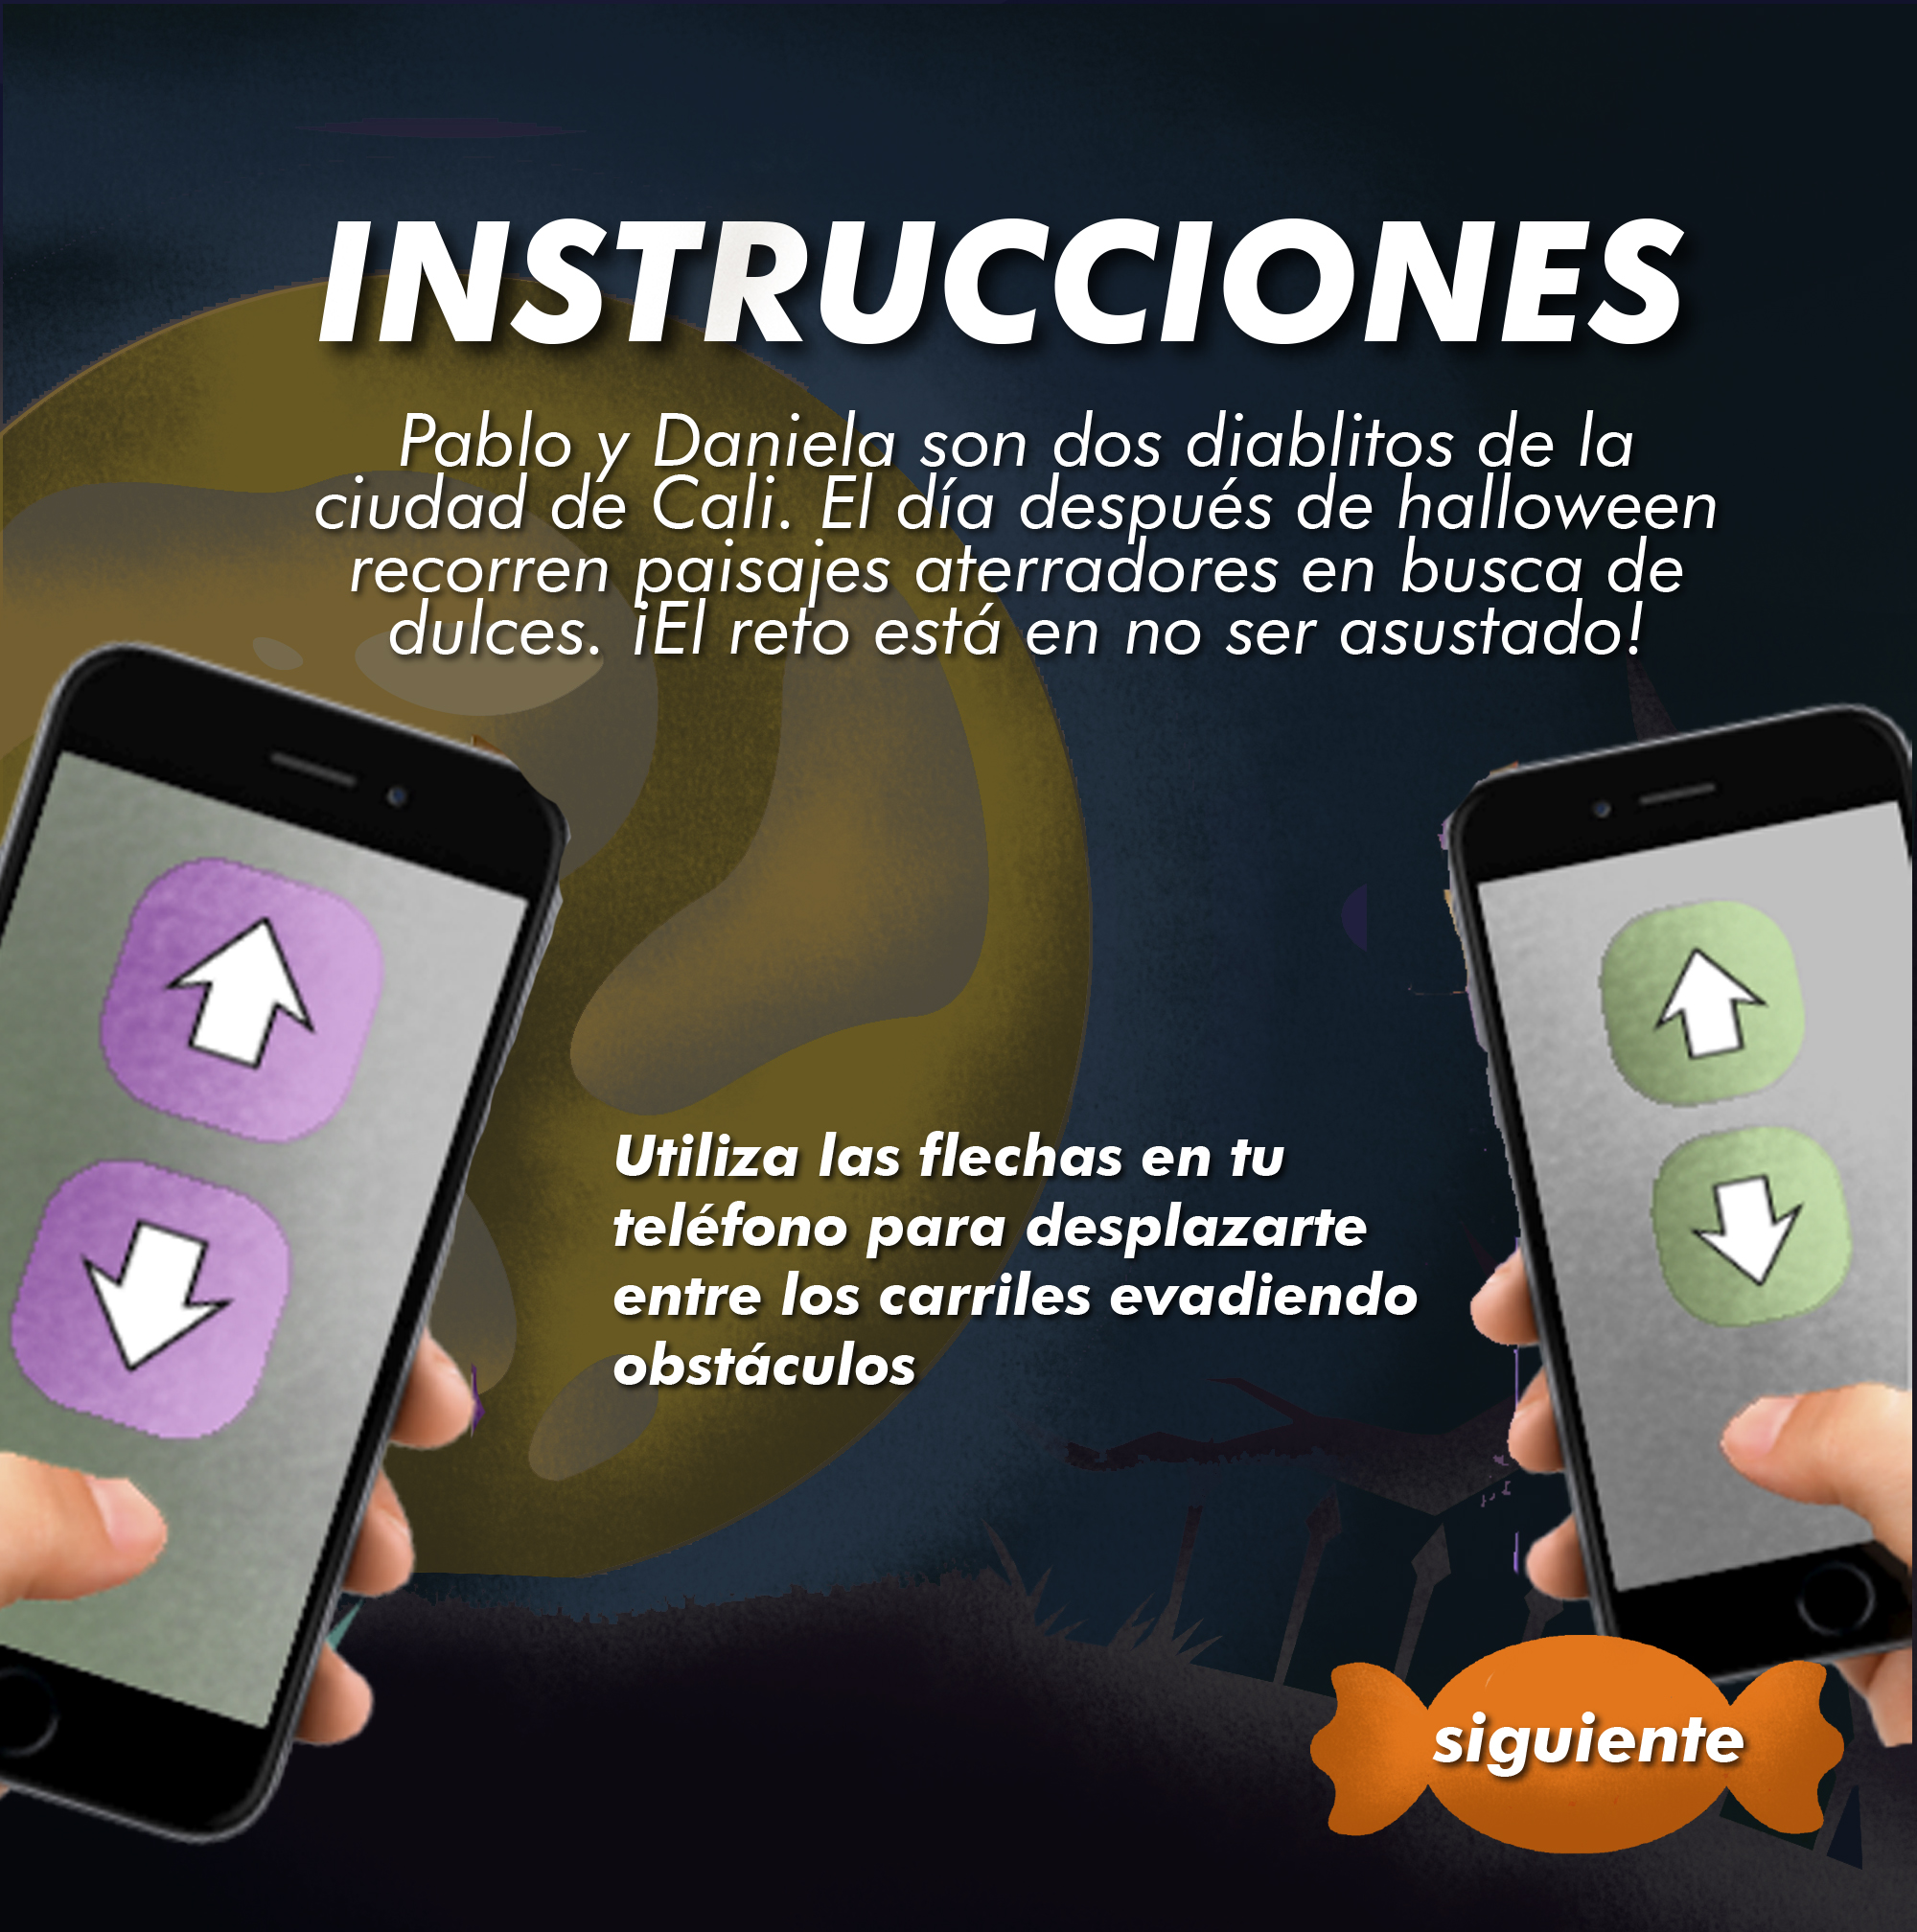 INSTRUCCIONES
Pablo y Daniela son dos diablitos de la
ciudad de Cali. El día después de halloween
recorren paisajes aterradores en busca de
dulces. ¡El reto está en no ser asustado!
Utiliza las flechas en tu
teléfono para desplazarte
entre los carriles evadiendo
obstáculos
siguiente